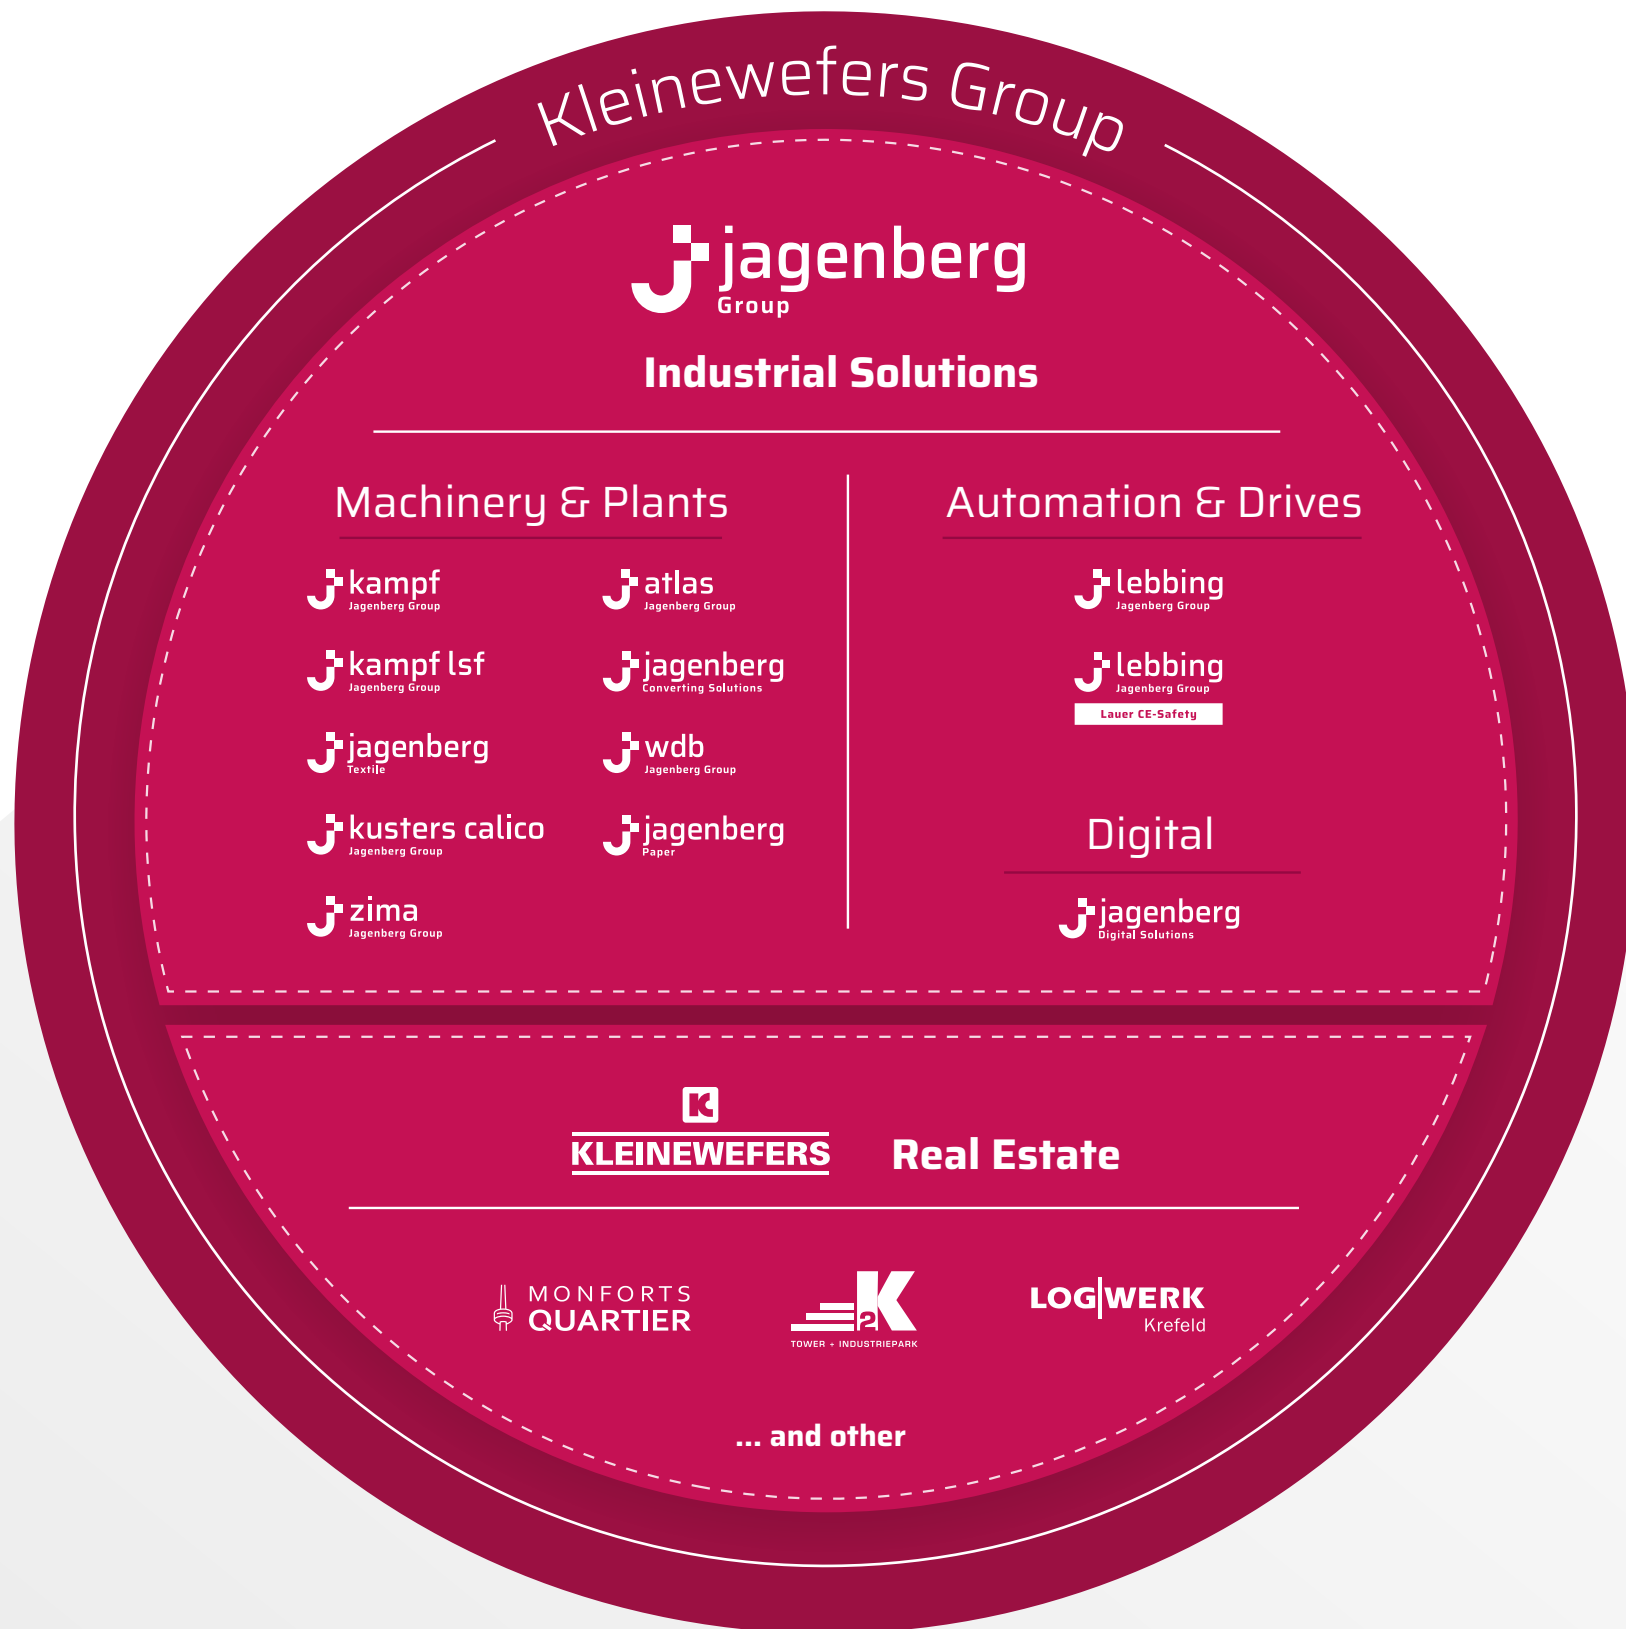 Kleinewefers Group
jagenberg
Group
Industrial Solutions
Machinery & Plants
kampf
Jagenberg Group
kampf lsf
Jagenberg Group
jagenberg
Textile
kusters calico
Jagenberg Group
zima
Jagenberg Group
atlas
Jagenberg Group
jagenberg
Converting Solutions
wdb
Jagenberg Group
jagenberg
Paper
Automation & Drives
lebbing
Jagenberg Group
lebbing
Jagenberg Group
Lauer CE-Safety
Digital
jagenberg
Digital Solutions
K
KLEINEWEFERS
Real Estate
MONFORTS
QUARTIER
2K
TOWER + INDUSTRIEPARK
LOG|WERK
Krefeld
... and other